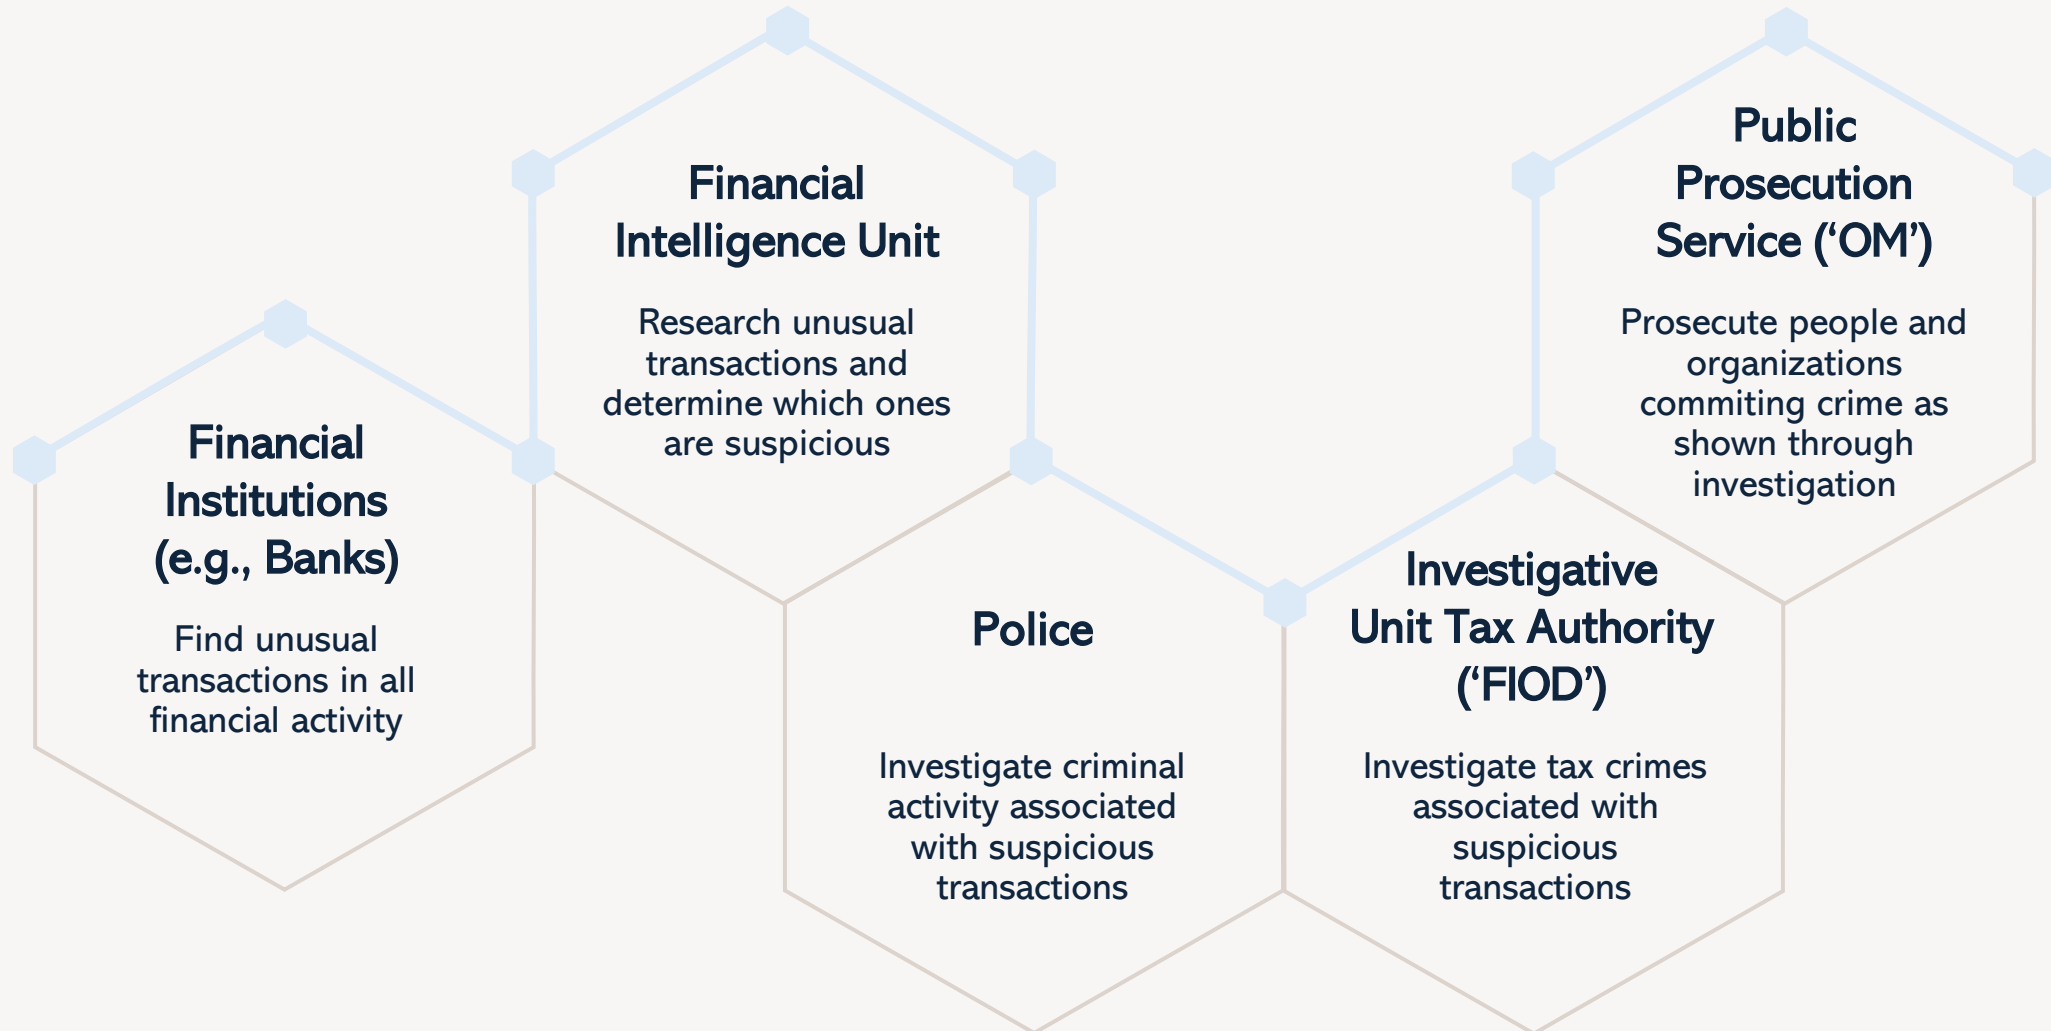 Financial
Institutions
(e.g., Banks)
Find unusual
transactions in all
financial activity
Financial
Intelligence Unit
Research unusual
transactions and
determine which ones
are suspicious
Police
Investigate criminal
activity associated
with suspicious
transactions
Investigative
Unit Tax Authority
(‘FIOD’)
Investigate tax crimes
associated with
suspicious
transactions
Public
Prosecution
Service (‘OM’)
Prosecute people and
organizations
commiting crime as
shown through
investigation